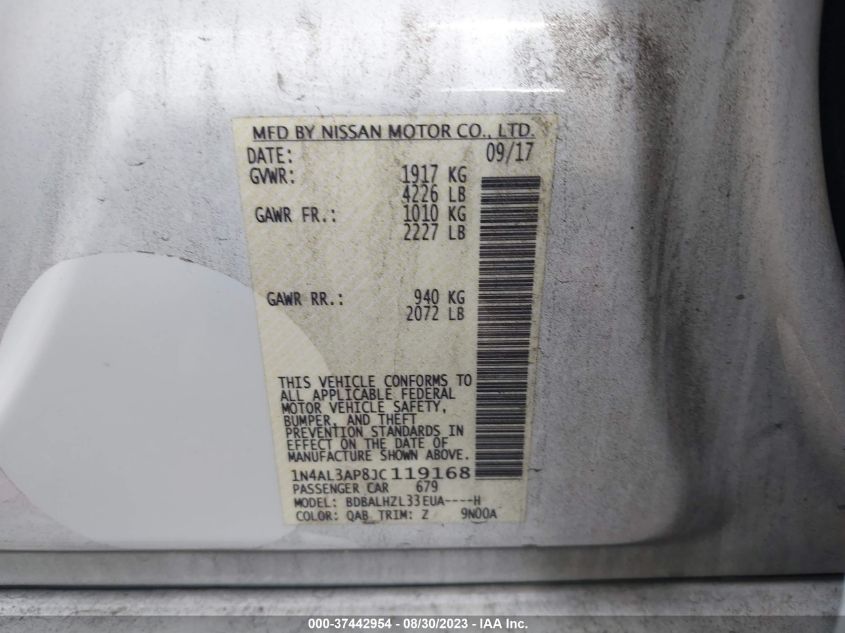 MFD BY NISSAN MOTOR CO., LTD.
DATE: 09/17
GVWR: 1917 KG
4226 LB
GAWR FR.: 1010 KG
2227 LB
GAWR RR.: 940 KG
2072 LB
THIS VEHICLE CONFORMS TO
ALL APPLICABLE FEDERAL
MOTOR VEHICLE SAFETY,
BUMPER, AND THEFT
PREVENTION STANDARDS IN
EFFECT ON THE DATE OF
MANUFACTURE SHOWN ABOVE.
1N4AL3AP8JC119168
PASSENGER CAR 679
MODEL: BDBALHZL33EUA----H
COLOR: QAB TRIM: Z 9N00A
000-37442954 - 08/30/2023 - IAA Inc.